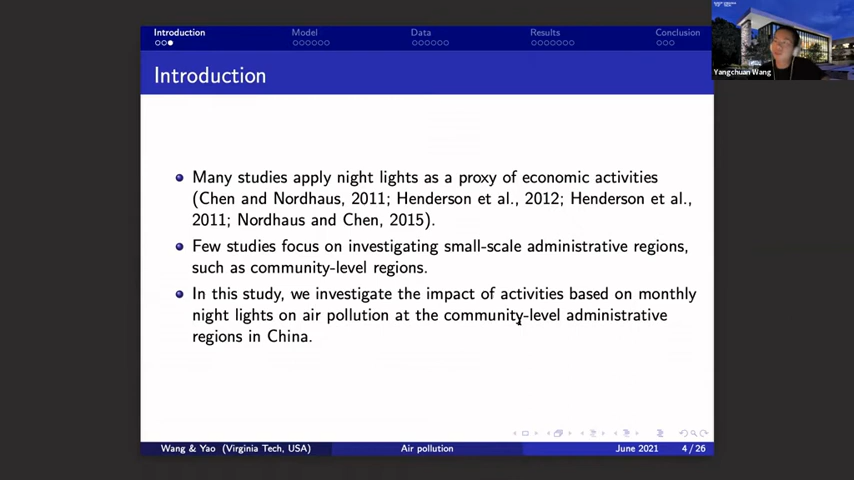 Introduction
Model
Data
Results
Conclusion
Introduction
Many studies apply night lights as a proxy of economic activities
(Chen and Nordhaus, 2011; Henderson et al., 2012; Henderson et al.,
2011; Nordhaus and Chen, 2015).
Few studies focus on investigating small-scale administrative regions,
such as community-level regions.
In this study, we investigate the impact of activities based on monthly
night lights on air pollution at the community-level administrative
regions in China.
Wang & Yao (Virginia Tech, USA)
Air pollution
June 2021
4 / 26
Yangchuan Wang